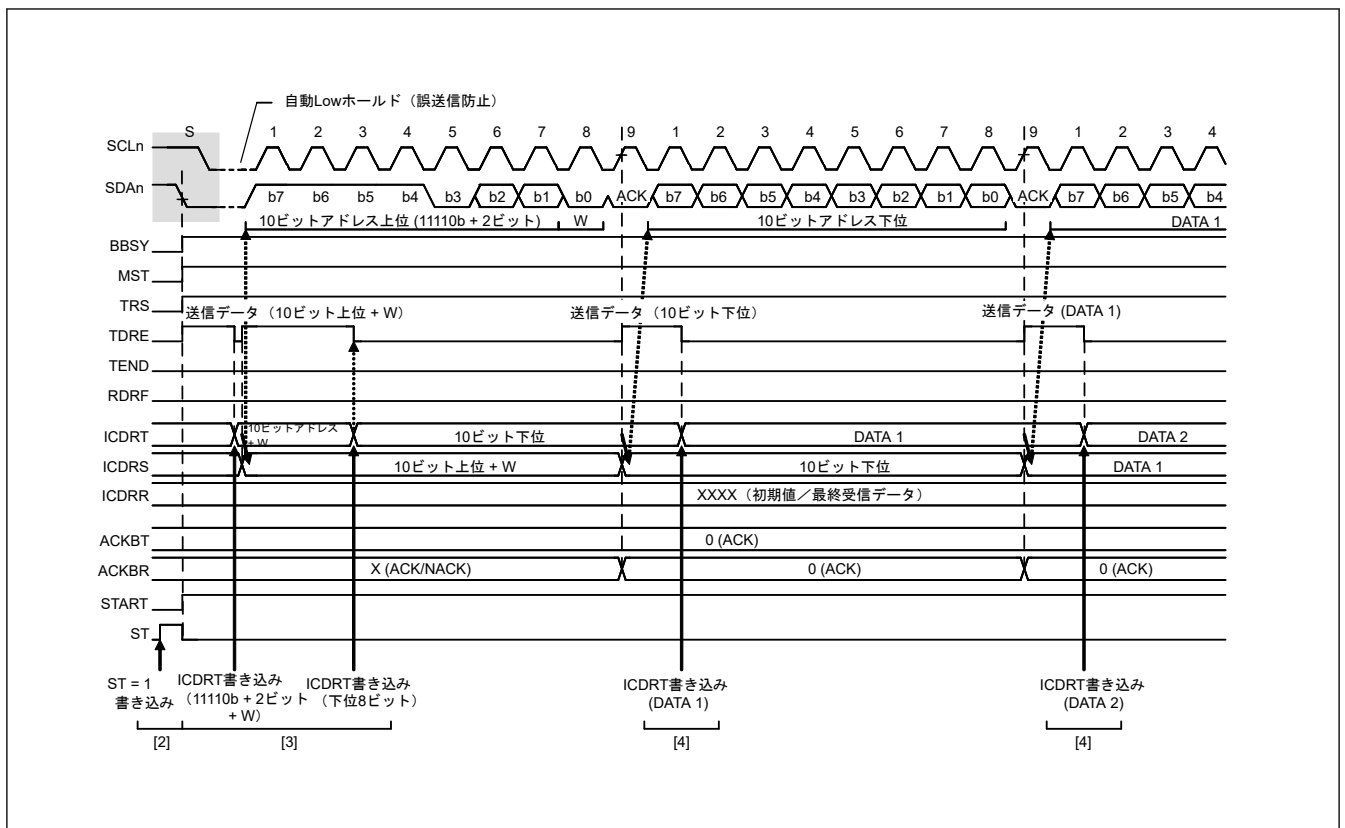 自動Lowホールド（誤送信防止）
S 1 2 3 4 5 6 7 8 9 1 2 3 4 5 6 7 8 9 1 2 3 4
SCLn
SDAn b7 b6 b5 b4 b3 b2 b1 b0 ACK b7 b6 b5 b4 b3 b2 b1 b0 ACK b7 b6 b5 b4
10ビットアドレス上位 (11110b + 2ビット) W 10ビットアドレス下位 DATA 1
BBSY
MST
TRS
送信データ（10ビット上位 + W） 送信データ（10ビット下位） 送信データ (DATA 1)
TDRE
TEND
RDRF
ICDRT 10ビットアドレス + W 10ビット下位 DATA 1 DATA 2
ICDRS 10ビット上位 + W 10ビット下位 DATA 1
ICDRR XXXX（初期値／最終受信データ）
ACKBT 0 (ACK)
ACKBR X (ACK/NACK) 0 (ACK) 0 (ACK)
START
ST
ST = 1
書き込み
ICDRT書き込み
（11110b + 2ビット
+ W）
ICDRT書き込み
（下位8ビット）
ICDRT書き込み
(DATA 1)
ICDRT書き込み
(DATA 2)
[2] [3] [4] [4]